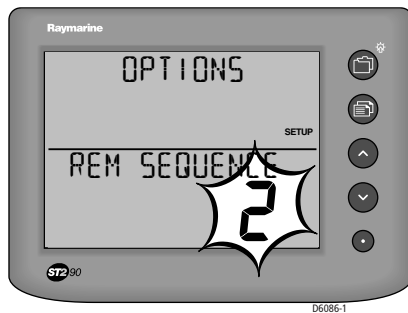 Raymarine
OPTIONS
SETUP
REM SEQUENCE
2
ST290
D6086-1